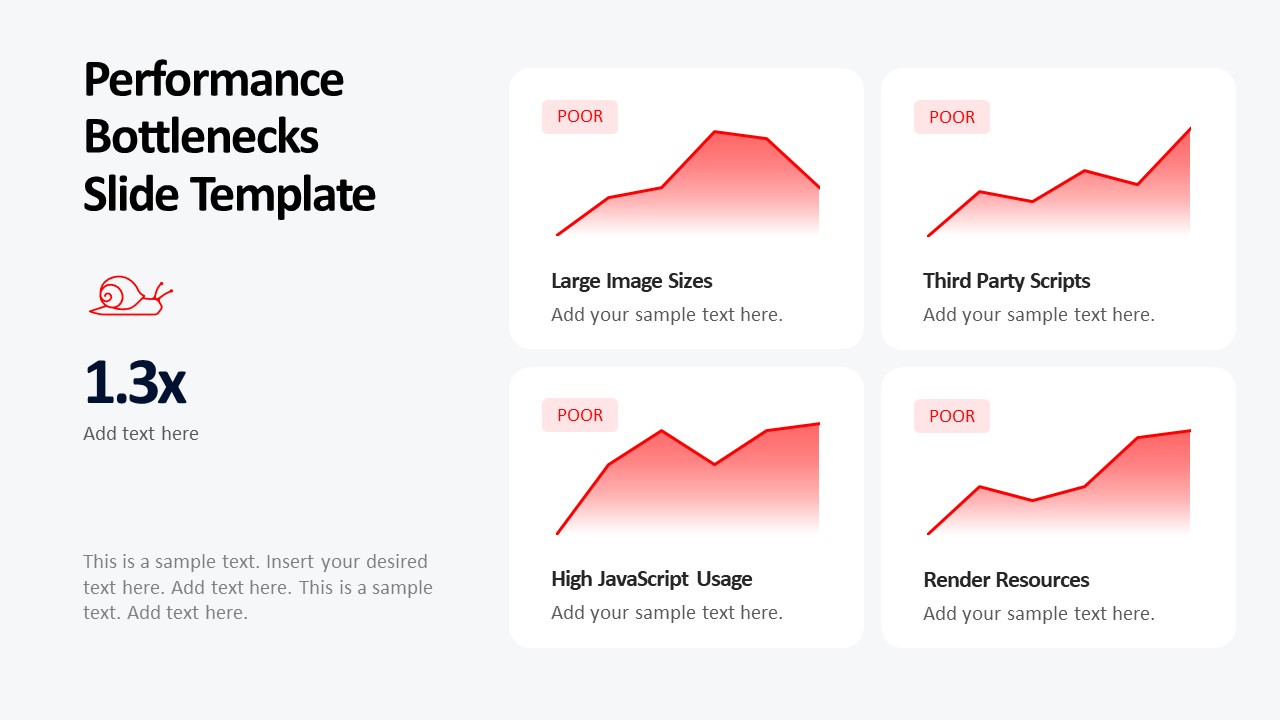 Performance
Bottlenecks
Slide Template
1.3x
Add text here
This is a sample text. Insert your desired
text here. Add text here. This is a sample
text. Add text here.
POOR
Large Image Sizes
Add your sample text here.
POOR
Third Party Scripts
Add your sample text here.
POOR
High JavaScript Usage
Add your sample text here.
POOR
Render Resources
Add your sample text here.